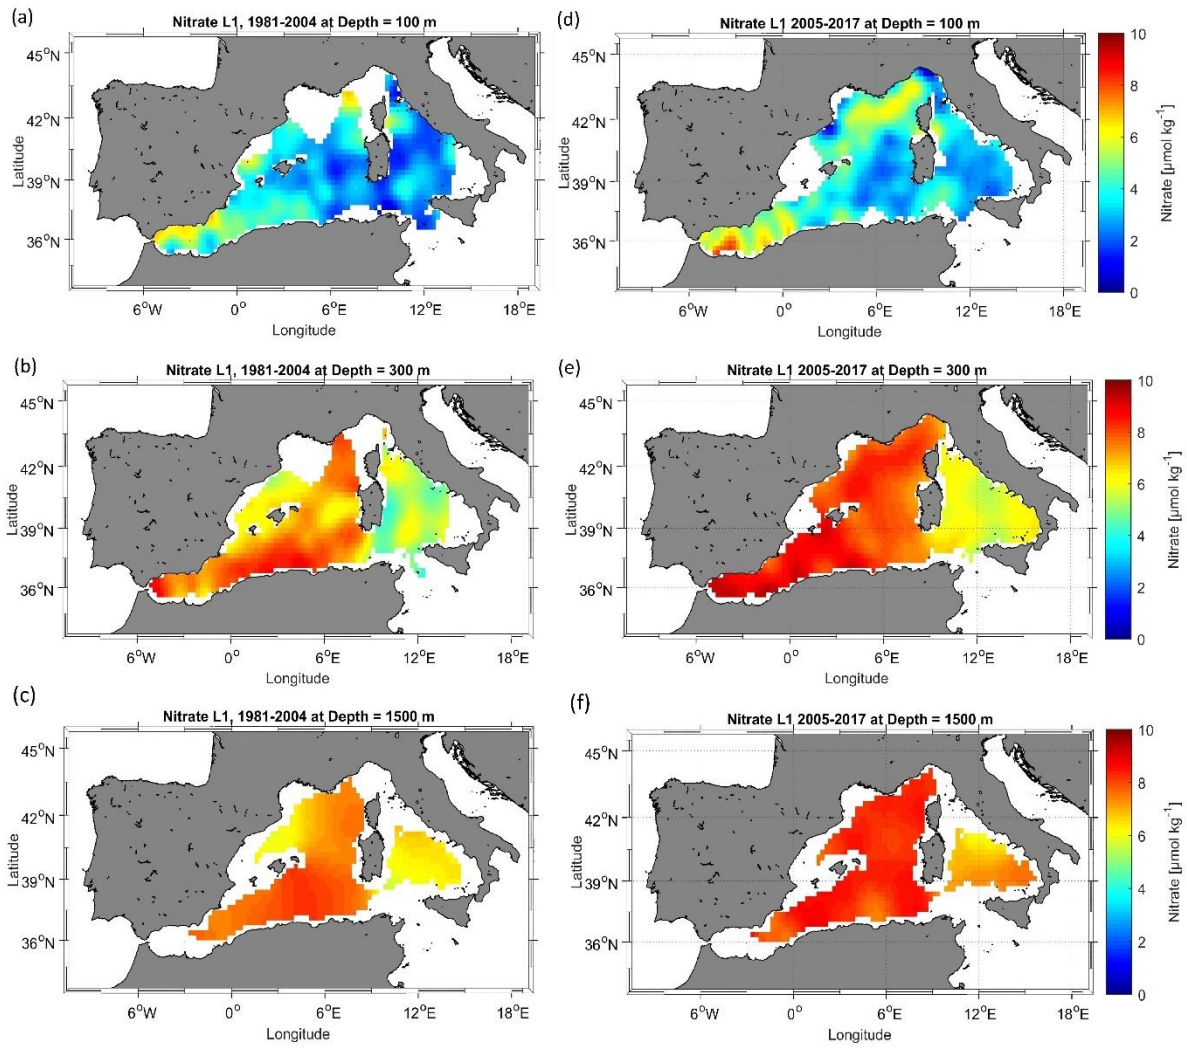 (a)
Nitrate L1, 1981-2004 at Depth = 100 m
45°N
42°N
39°N
36°N
Latitude
6°W 0° 6°E 12°E 18°E
Longitude
(d)
Nitrate L1 2005-2017 at Depth = 100 m
45°N
42°N
39°N
36°N
Latitude
6°W 0° 6°E 12°E 18°E
Longitude
10
8
6
4
2
0
Nitrate [µmol kg⁻¹]
(b)
Nitrate L1, 1981-2004 at Depth = 300 m
45°N
42°N
39°N
36°N
Latitude
6°W 0° 6°E 12°E 18°E
Longitude
(e)
Nitrate L1 2005-2017 at Depth = 300 m
45°N
42°N
39°N
36°N
Latitude
6°W 0° 6°E 12°E 18°E
Longitude
10
8
6
4
2
0
Nitrate [µmol kg⁻¹]
(c)
Nitrate L1, 1981-2004 at Depth = 1500 m
45°N
42°N
39°N
36°N
Latitude
6°W 0° 6°E 12°E 18°E
Longitude
(f)
Nitrate L1 2005-2017 at Depth = 1500 m
45°N
42°N
39°N
36°N
Latitude
6°W 0° 6°E 12°E 18°E
Longitude
10
8
6
4
2
0
Nitrate [µmol kg⁻¹]